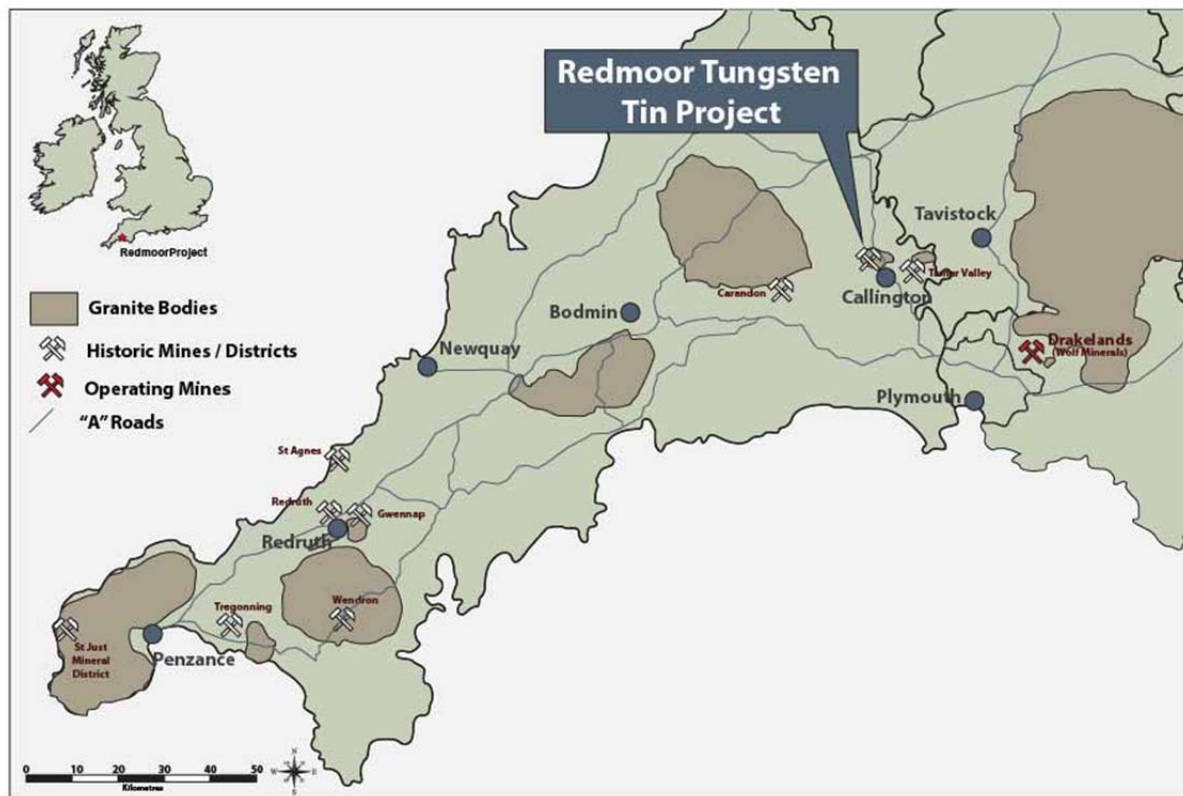 Redmoor Tungsten
Tin Project
RedmoorProject
Granite Bodies
Historic Mines / Districts
Operating Mines
“A” Roads
Tavistock
Tamar Valley
Callington
Carandon
Bodmin
Newquay
Drakelands
(Wolf Minerals)
Plymouth
St Agnes
Redruth
Gwennap
Redruth
Tregonning
Wendron
St Just
Mineral
District
Penzance
0 10 20 30 40 50
Kilometres
N
W E
S